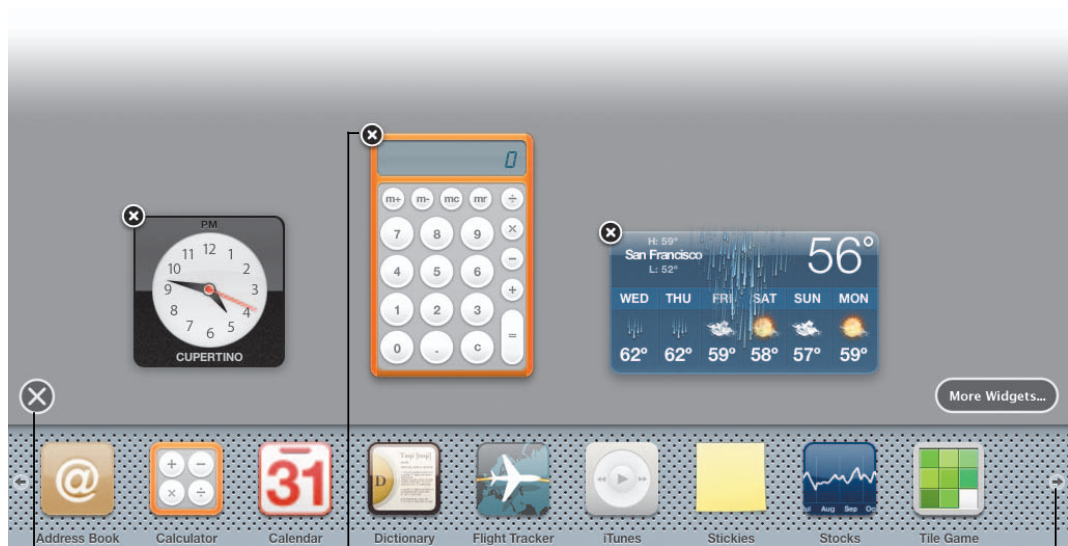 0
m+ m- mc mr ÷
7 8 9 ×
4 5 6 −
1 2 3 +
0 . c =
PM
12
11 1
10 2
9 3
8 4
7 5
6
CUPERTINO
H: 59°
San Francisco
L: 52°
56°
WED THU FRI SAT SUN MON
62° 62° 59° 58° 57° 59°
More Widgets...
@
+ −
× ÷
31
D
Aug Sep
Address Book Calculator Calendar Dictionary Flight Tracker iTunes Stickies Stocks Tile Game